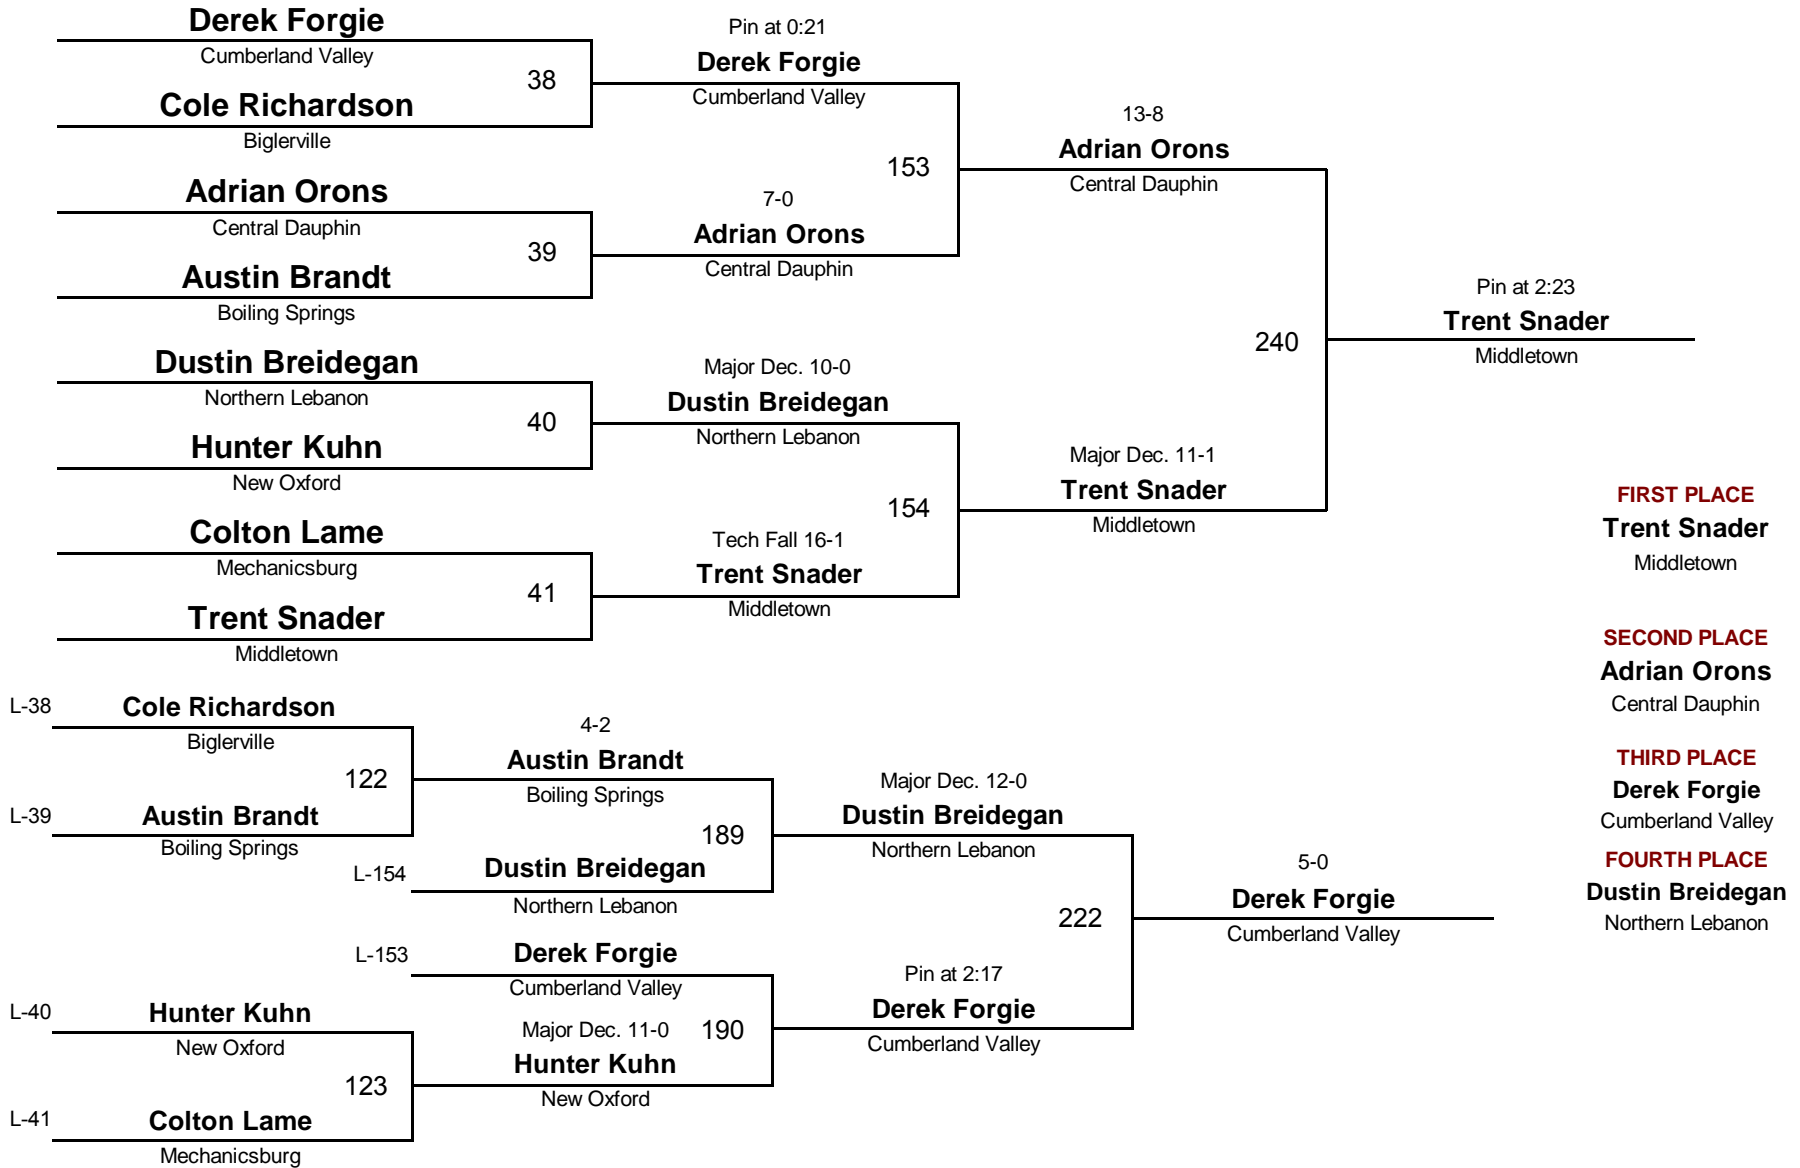 Derek Forgie
Cumberland Valley
38
Cole Richardson
Biglerville
Adrian Orons
Central Dauphin
39
Austin Brandt
Boiling Springs
Dustin Breidegan
Northern Lebanon
40
Hunter Kuhn
New Oxford
Colton Lame
Mechanicsburg
41
Trent Snader
Middletown
Pin at 0:21
Derek Forgie
Cumberland Valley
153
7-0
Adrian Orons
Central Dauphin
Major Dec. 10-0
Dustin Breidegan
Northern Lebanon
154
Tech Fall 16-1
Trent Snader
Middletown
13-8
Adrian Orons
Central Dauphin
240
Major Dec. 11-1
Trent Snader
Middletown
Pin at 2:23
Trent Snader
Middletown
FIRST PLACE
Trent Snader
Middletown
SECOND PLACE
Adrian Orons
Central Dauphin
THIRD PLACE
Derek Forgie
Cumberland Valley
FOURTH PLACE
Dustin Breidegan
Northern Lebanon
L-38
Cole Richardson
Biglerville
122
L-39
Austin Brandt
Boiling Springs
4-2
Austin Brandt
Boiling Springs
189
L-154
Dustin Breidegan
Northern Lebanon
L-153
Derek Forgie
Cumberland Valley
190
Major Dec. 11-0
Hunter Kuhn
New Oxford
L-40
Hunter Kuhn
New Oxford
123
L-41
Colton Lame
Mechanicsburg
Major Dec. 12-0
Dustin Breidegan
Northern Lebanon
222
Pin at 2:17
Derek Forgie
Cumberland Valley
5-0
Derek Forgie
Cumberland Valley